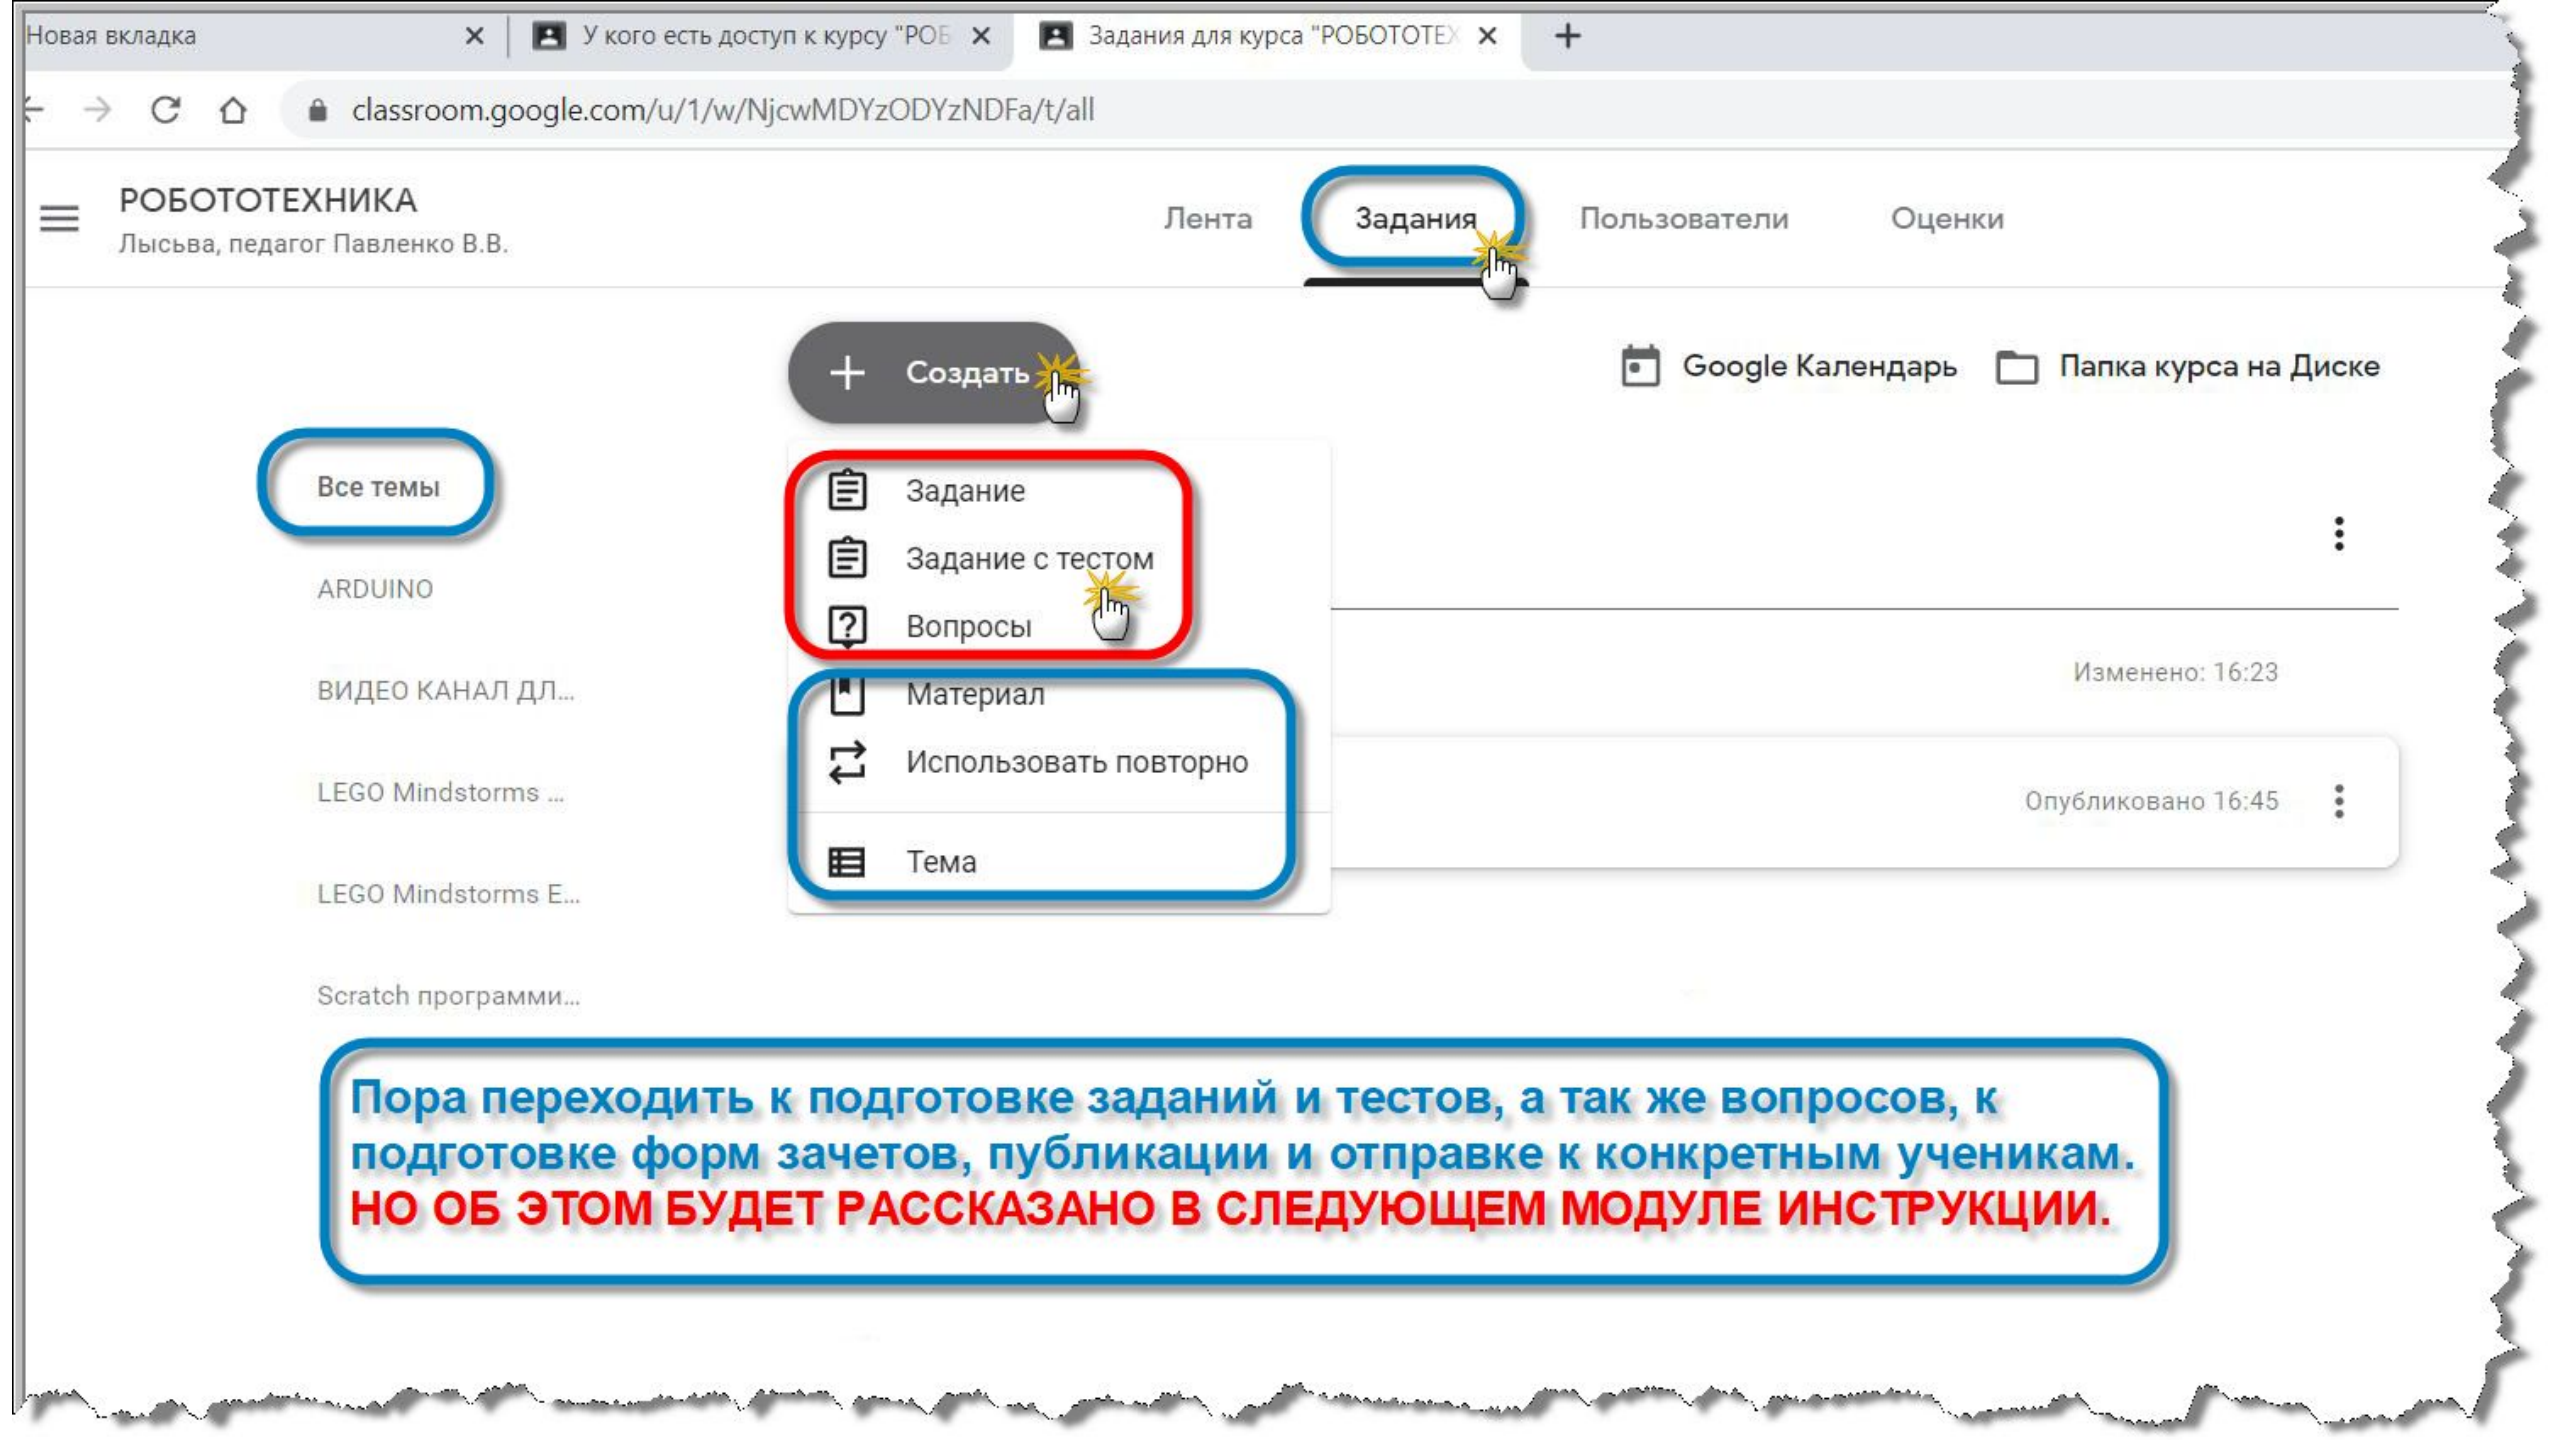 Новая вкладка
У кого есть доступ к курсу "РОБ
Задания для курса "РОБОТОТЕХ
classroom.google.com/u/1/w/NjcwMDYzODYzNDFa/t/all
РОБОТОТЕХНИКА
Лысьва, педагог Павленко В.В.
Лента
Задания
Пользователи
Оценки
Создать
Google Календарь
Папка курса на Диске
Все темы
ARDUINO
ВИДЕО КАНАЛ ДЛ...
LEGO Mindstorms ...
LEGO Mindstorms E...
Scratch программи...
Задание
Задание с тестом
Вопросы
Материал
Использовать повторно
Тема
Изменено: 16:23
Опубликовано 16:45
Пора переходить к подготовке заданий и тестов, а так же вопросов, к
подготовке форм зачетов, публикации и отправке к конкретным ученикам.
НО ОБ ЭТОМ БУДЕТ РАССКАЗАНО В СЛЕДУЮЩЕМ МОДУЛЕ ИНСТРУКЦИИ.